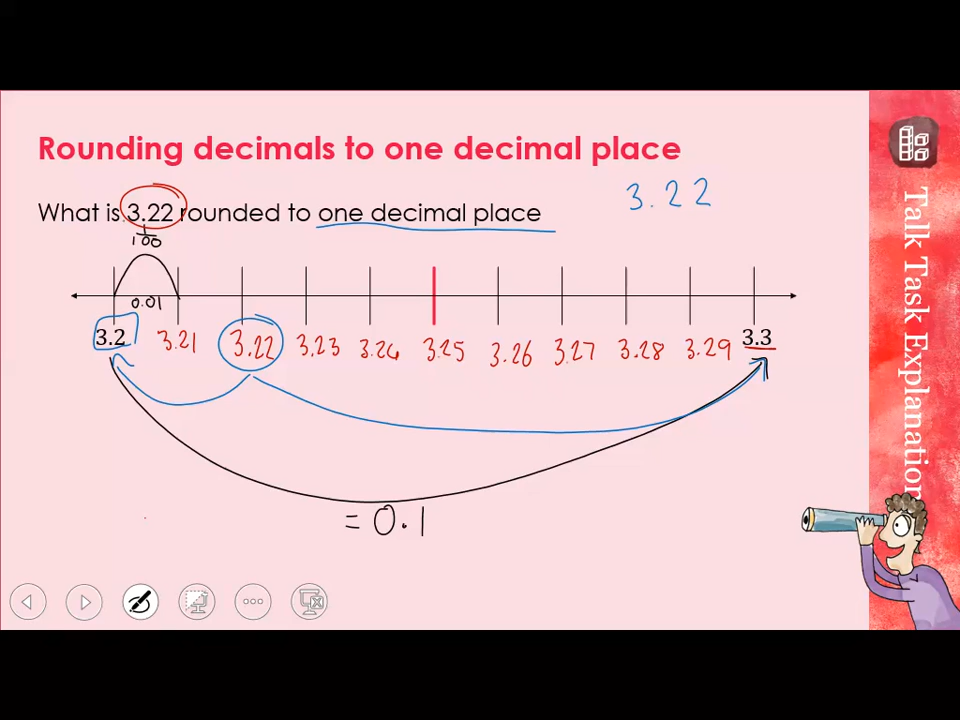 Rounding decimals to one decimal place
What is 3.22 rounded to one decimal place
3.22
1/100
0.01
3.2 3.21 3.22 3.23 3.24 3.25 3.26 3.27 3.28 3.29 3.3
= 0.1
Talk Task Explanation